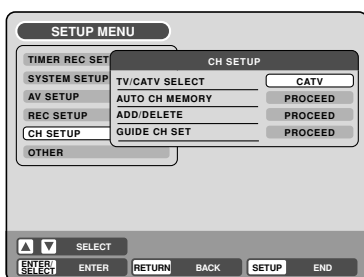 SETUP MENU
TIMER REC SET
SYSTEM SETUP
AV SETUP
REC SETUP
CH SETUP
OTHER
CH SETUP
TV/CATV SELECT CATV
AUTO CH MEMORY PROCEED
ADD/DELETE PROCEED
GUIDE CH SET PROCEED
SELECT
ENTER/SELECT ENTER RETURN BACK SETUP END